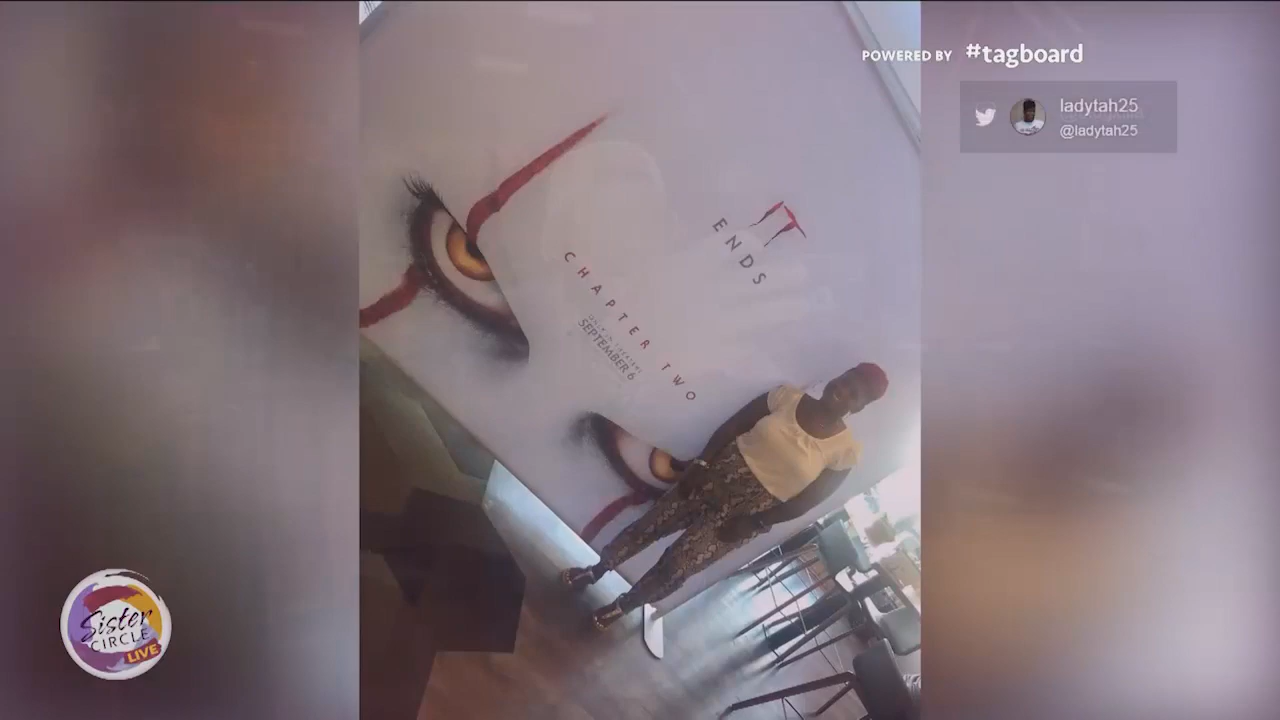 POWERED BY #tagboard
ladytah25
@ladytah25
IT
ENDS
CHAPTER TWO
SEPTEMBER 6
Sister
CIRCLE
LIVE